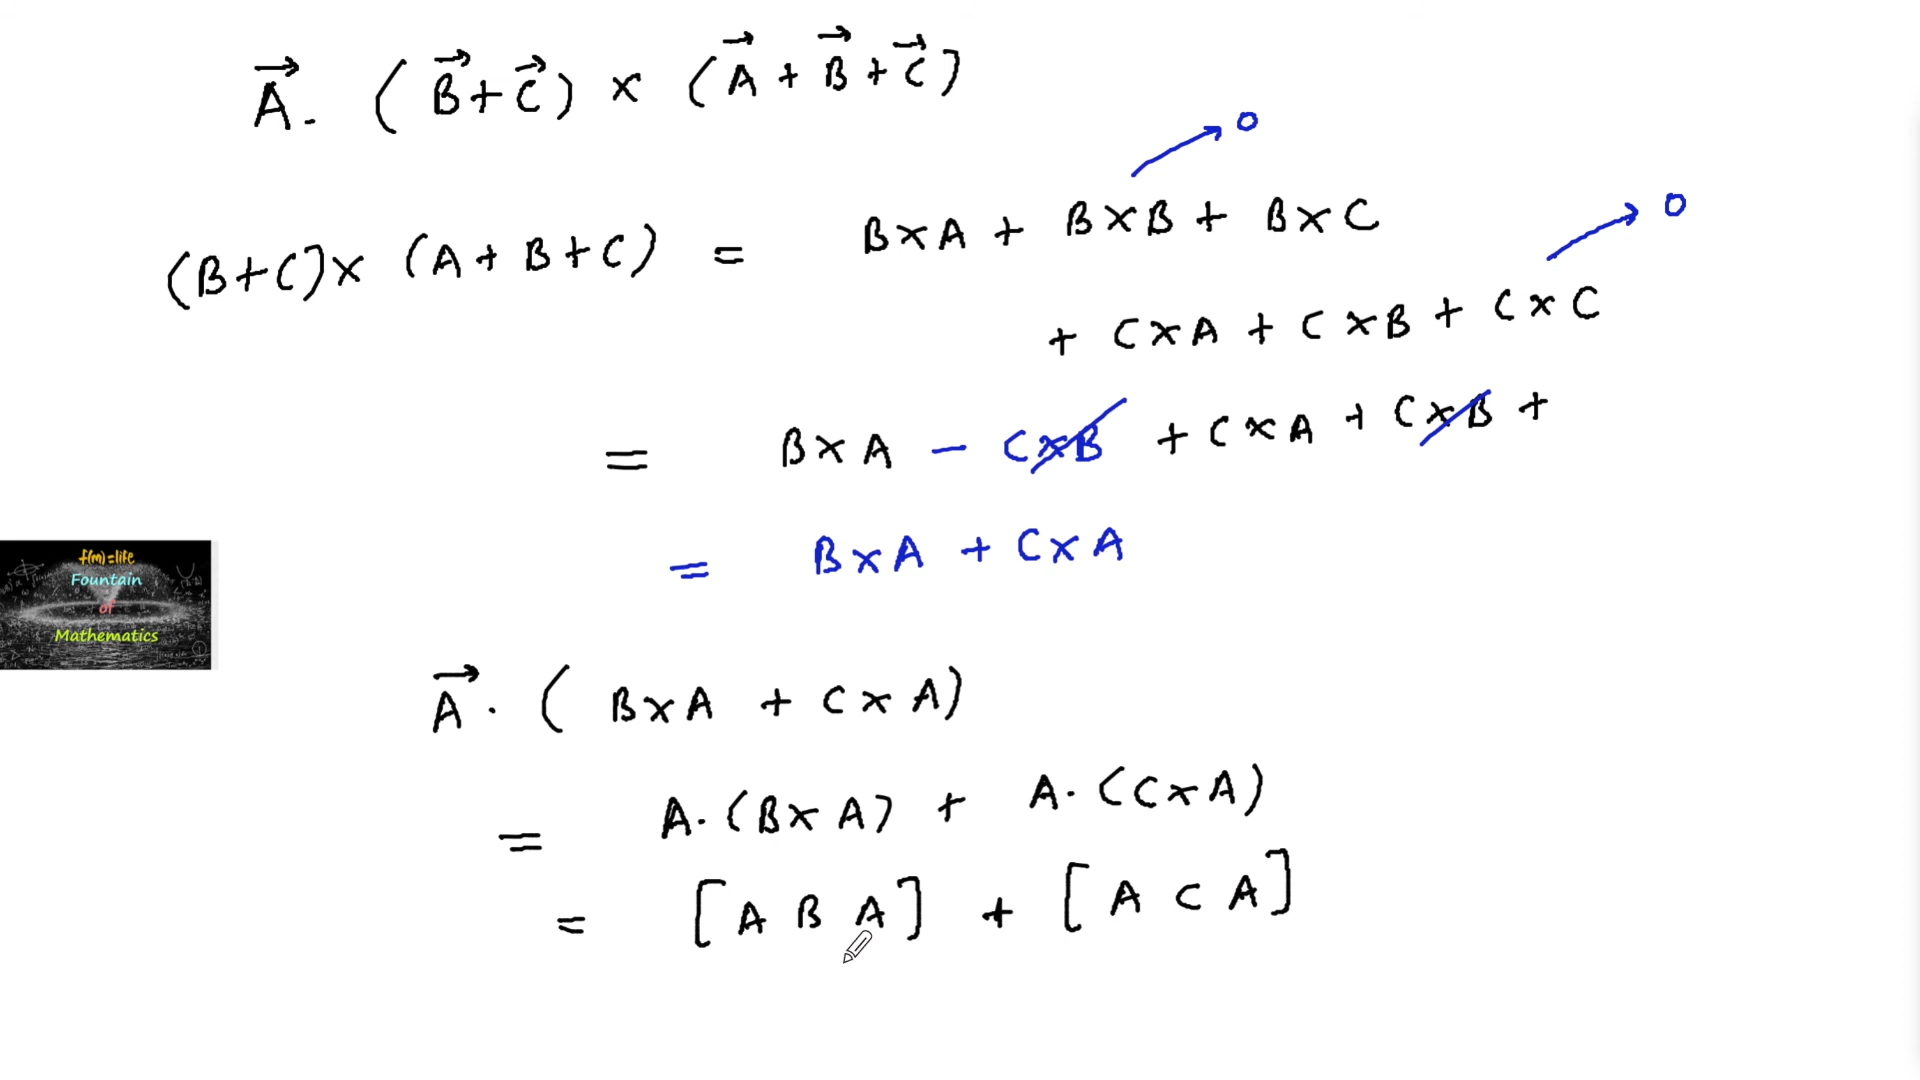 A⃗. (B⃗+C⃗) × (A⃗ + B⃗ + C⃗)
→ 0
(B+C)× (A + B + C) = B×A + B×B + B×C
→ 0
+ C×A + C×B + C×C
= B×A - C×B + C×A + C×B +
= B×A + C×A
f(m)=life
Fountain
of
Mathematics
A⃗ . ( B×A + C×A)
= A. (B×A) + A. (C×A)
= [A B A] + [A C A]